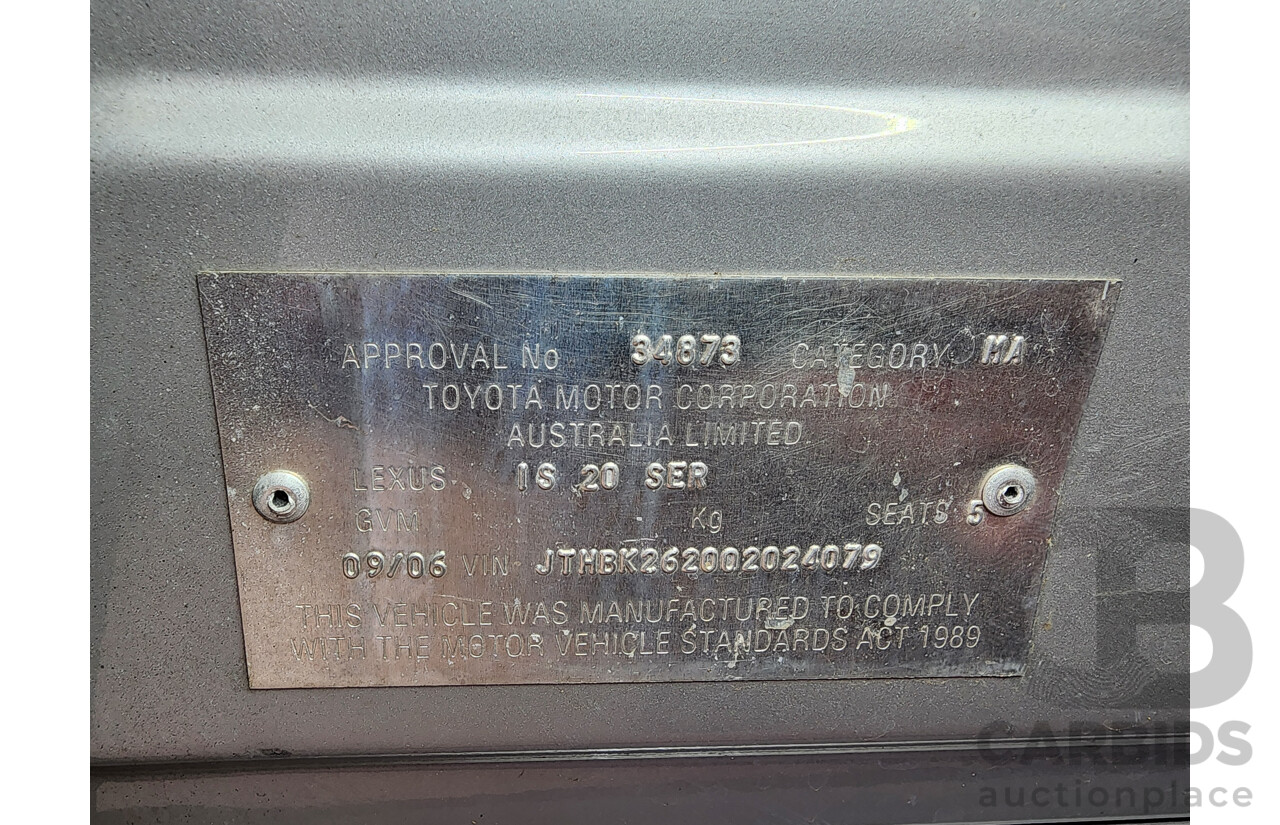 APPROVAL No 34873 CATEGORY MA
TOYOTA MOTOR CORPORATION
AUSTRALIA LIMITED
LEXUS IS 20 SER
GVM Kg SEATS 5
09/06 VIN JTHBK262002024079
THIS VEHICLE WAS MANUFACTURED TO COMPLY
WITH THE MOTOR VEHICLE STANDARDS ACT 1989
B
CARBIDS
auctionplace